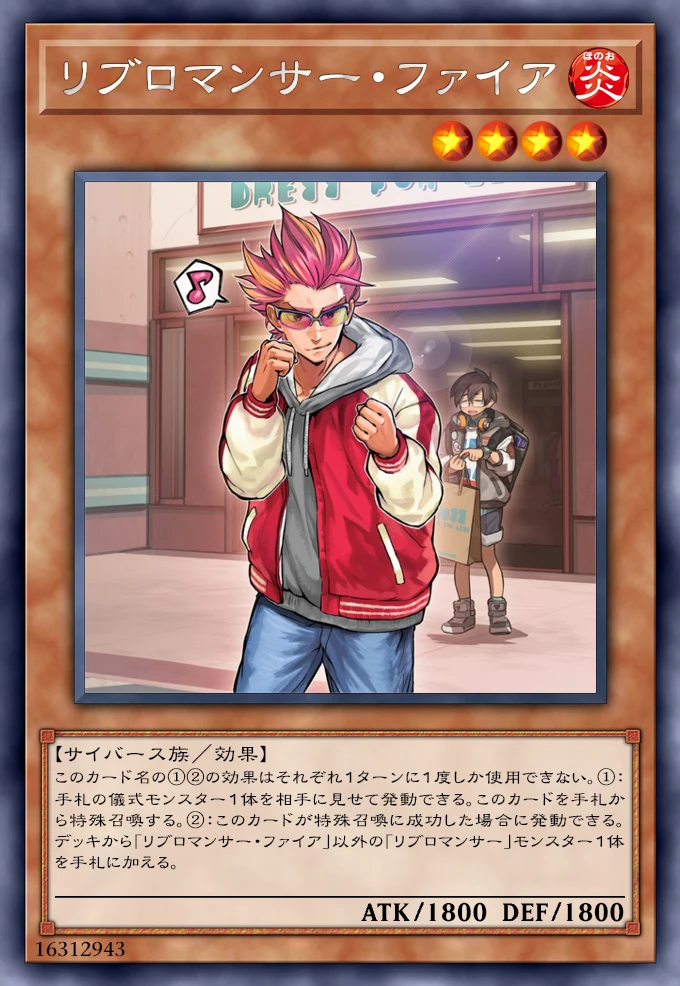 リブロマンサー・ファイア
ほのお
炎
【サイバース族／効果】
このカード名の①②の効果はそれぞれ1ターンに1度しか使用できない。①：
手札の儀式モンスター1体を相手に見せて発動できる。このカードを手札か
ら特殊召喚する。②：このカードが特殊召喚に成功した場合に発動できる。
デッキから「リブロマンサー・ファイア」以外の「リブロマンサー」モンスター1体
を手札に加える。
ATK/1800 DEF/1800
16312943